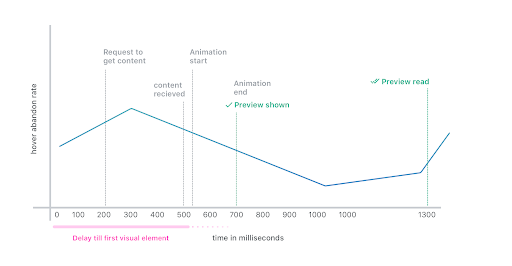 Request to
get content
Animation
start
content
recieved
Animation
end
Preview shown
Preview read
hover abandon rate
0 100 200 300 400 500 600 700 800 900 1000 1000 1300
Delay till first visual element
time in milliseconds